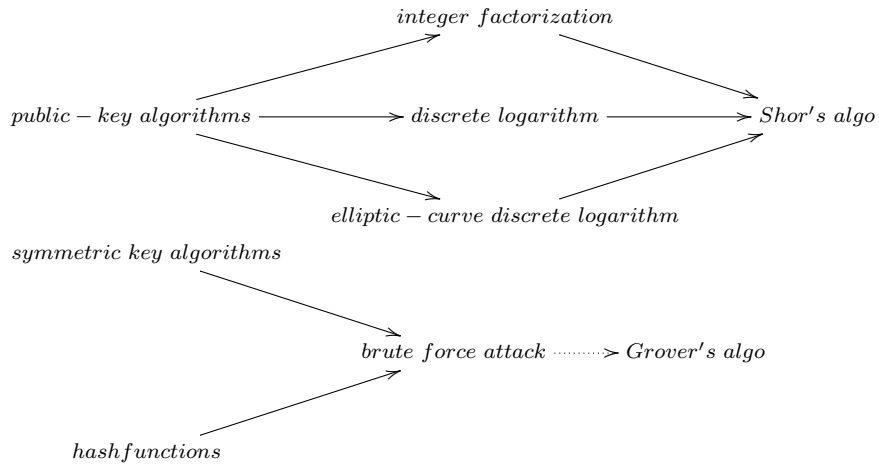 integer factorization
public – key algorithms
discrete logarithm
Shor's algo
elliptic – curve discrete logarithm
symmetric key algorithms
brute force attack
Grover's algo
hashfunctions